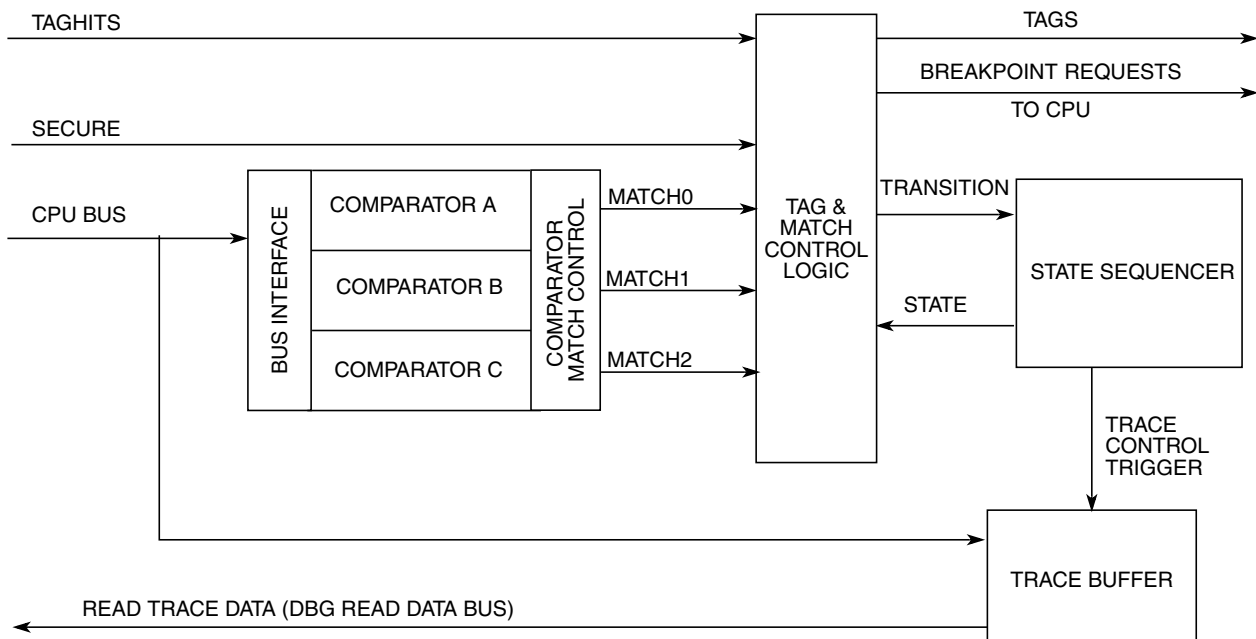 TAGHITS
TAGS
BREAKPOINT REQUESTS
TO CPU
SECURE
CPU BUS
BUS INTERFACE
COMPARATOR A
COMPARATOR B
COMPARATOR C
COMPARATOR
MATCH CONTROL
MATCH0
MATCH1
MATCH2
TAG &
MATCH
CONTROL
LOGIC
TRANSITION
STATE
STATE SEQUENCER
TRACE
CONTROL
TRIGGER
TRACE BUFFER
READ TRACE DATA (DBG READ DATA BUS)